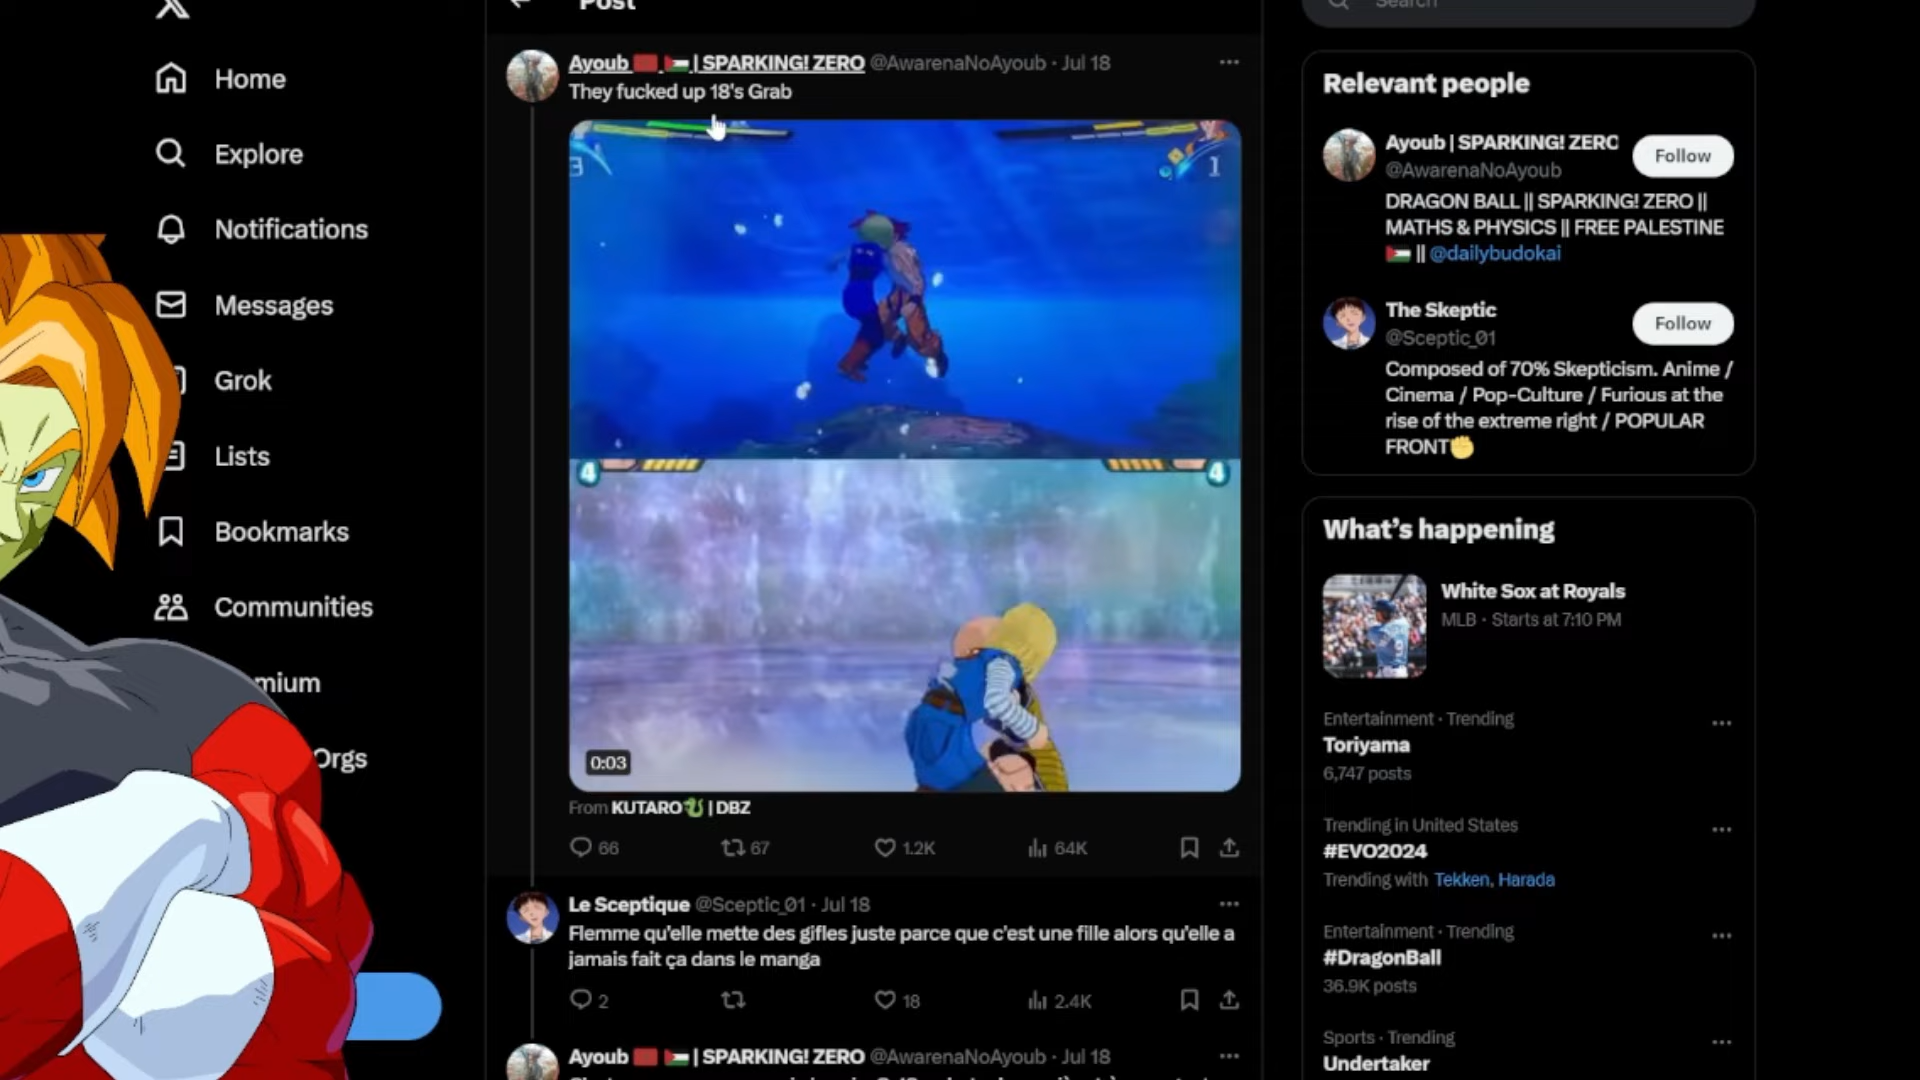 Post
Search
Home
Explore
Notifications
Messages
Grok
Lists
Bookmarks
Communities
mium
Orgs
Ayoub 🇲🇦 🇵🇸 | SPARKING! ZERO @AwarenaNoAyoub · Jul 18
They fucked up 18's Grab
3
1
4
4
0:03
From KUTARO🐉 | DBZ
66 67 1.2K 64K
Le Sceptique @Sceptic_01 · Jul 18
Flemme qu'elle mette des gifles juste parce que c'est une fille alors qu'elle a
jamais fait ça dans le manga
2 18 2.4K
Ayoub 🇲🇦 🇵🇸 | SPARKING! ZERO @AwarenaNoAyoub · Jul 18
Relevant people
Ayoub | SPARKING! ZERO
Follow
@AwarenaNoAyoub
DRAGON BALL || SPARKING! ZERO ||
MATHS & PHYSICS || FREE PALESTINE
🇵🇸 || @dailybudokai
The Skeptic
Follow
@Sceptic_01
Composed of 70% Skepticism. Anime /
Cinema / Pop-Culture / Furious at the
rise of the extreme right / POPULAR
FRONT✊
What's happening
White Sox at Royals
MLB · Starts at 7:10 PM
Entertainment · Trending
Toriyama
6,747 posts
Trending in United States
#EVO2024
Trending with Tekken, Harada
Entertainment · Trending
#DragonBall
36.9K posts
Sports · Trending
Undertaker